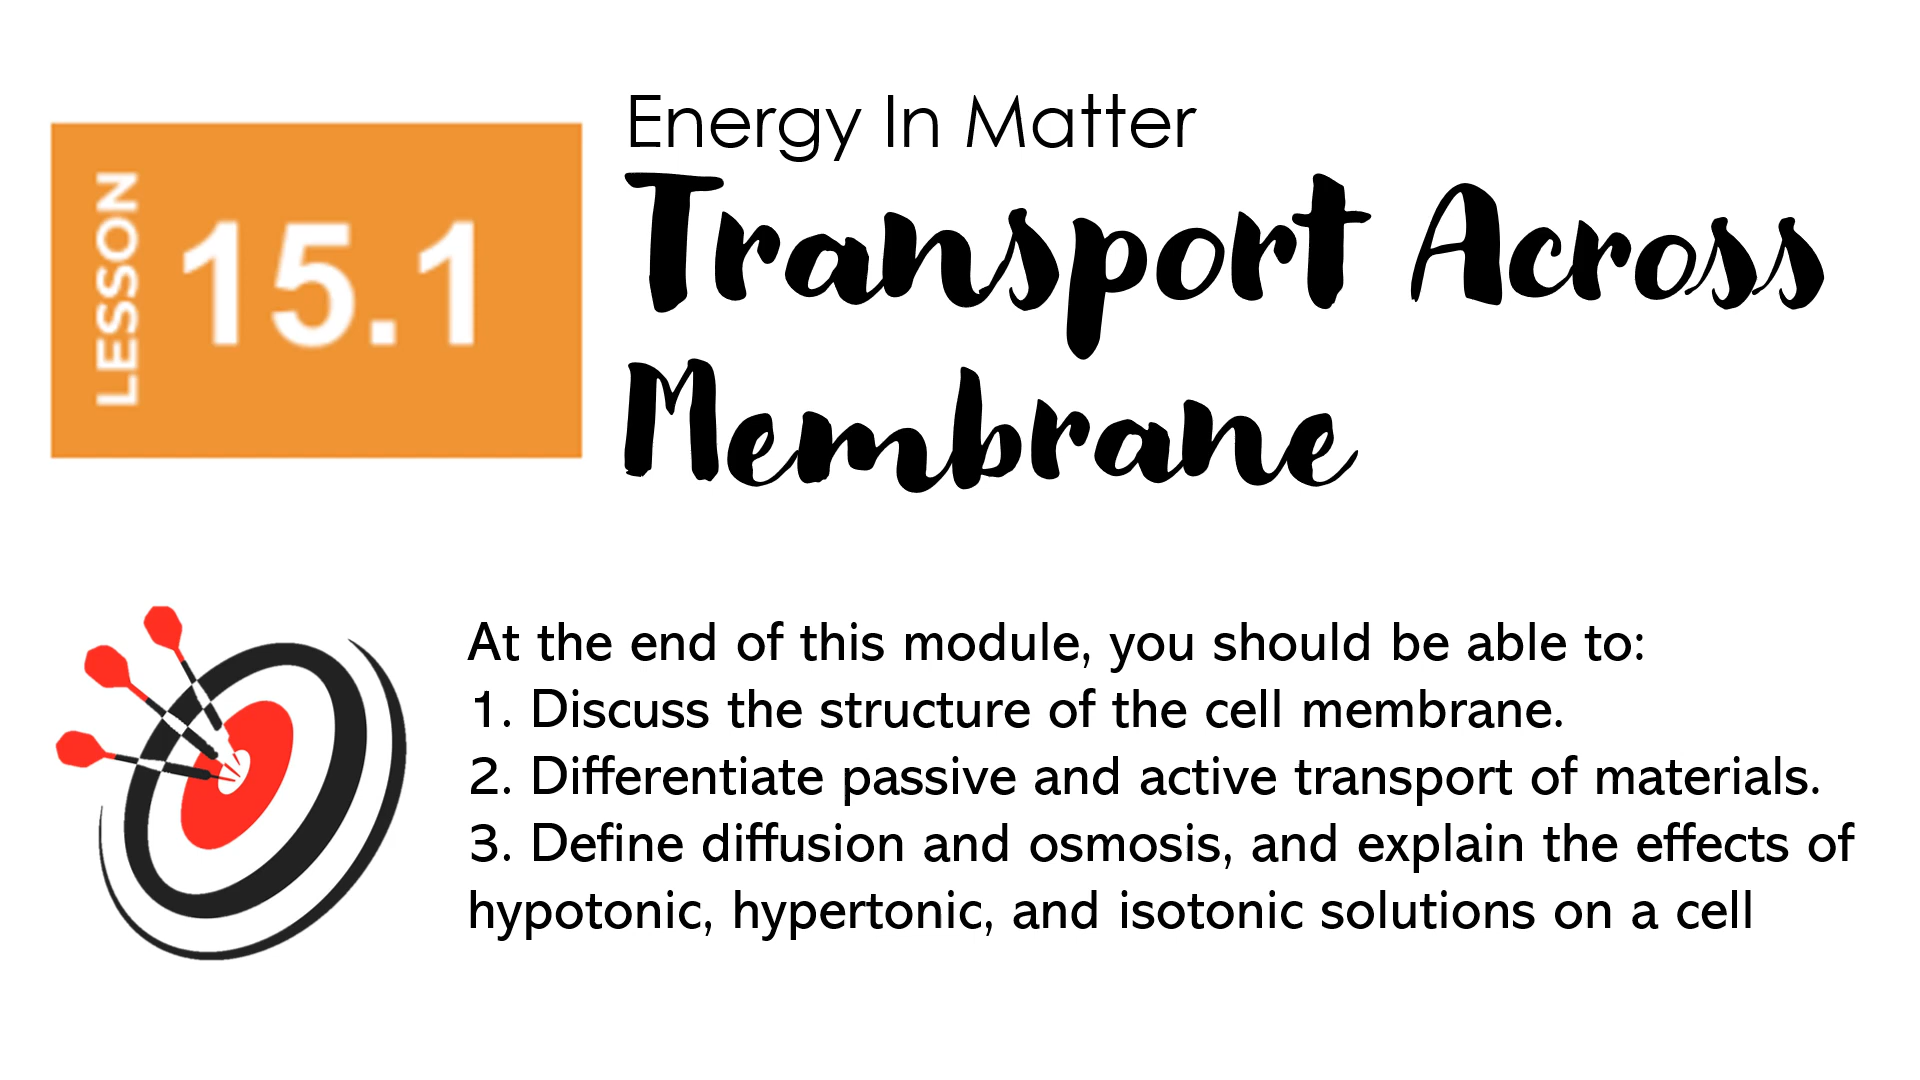 LESSON
15.1
Energy In Matter
Transport Across
Membrane
At the end of this module, you should be able to:
1. Discuss the structure of the cell membrane.
2. Differentiate passive and active transport of materials.
3. Define diffusion and osmosis, and explain the effects of
hypotonic, hypertonic, and isotonic solutions on a cell